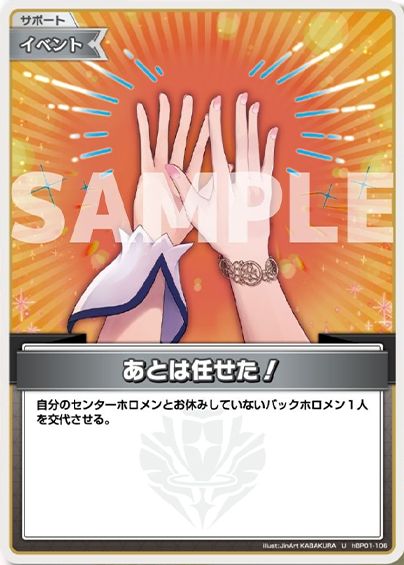 サポート
イベント
SAMPLE
あとは任せた！
自分のセンターホロメンとお休みしていないバックホロメン１人
を交代させる。
illust:JinArt KABAKURA U hBP01-106